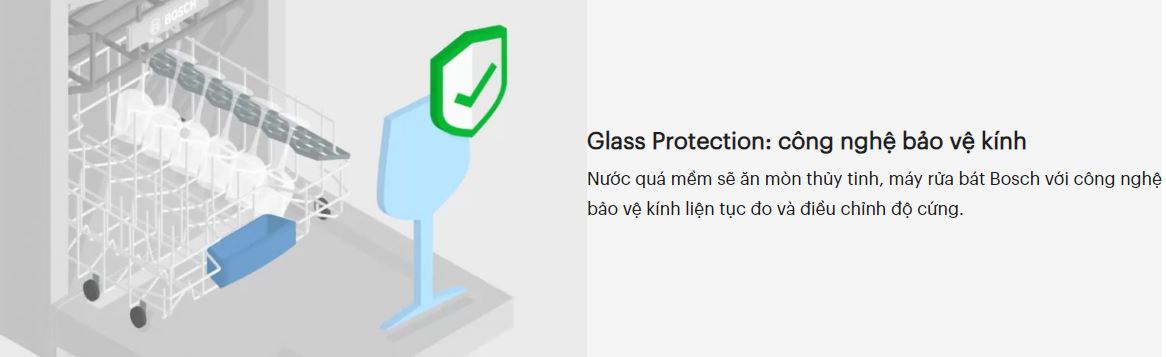 BOSCH
Glass Protection: công nghệ bảo vệ kính
Nước quá mềm sẽ ăn mòn thủy tinh, máy rửa bát Bosch với công nghệ
bảo vệ kính liện tục đo và điều chỉnh độ cứng.